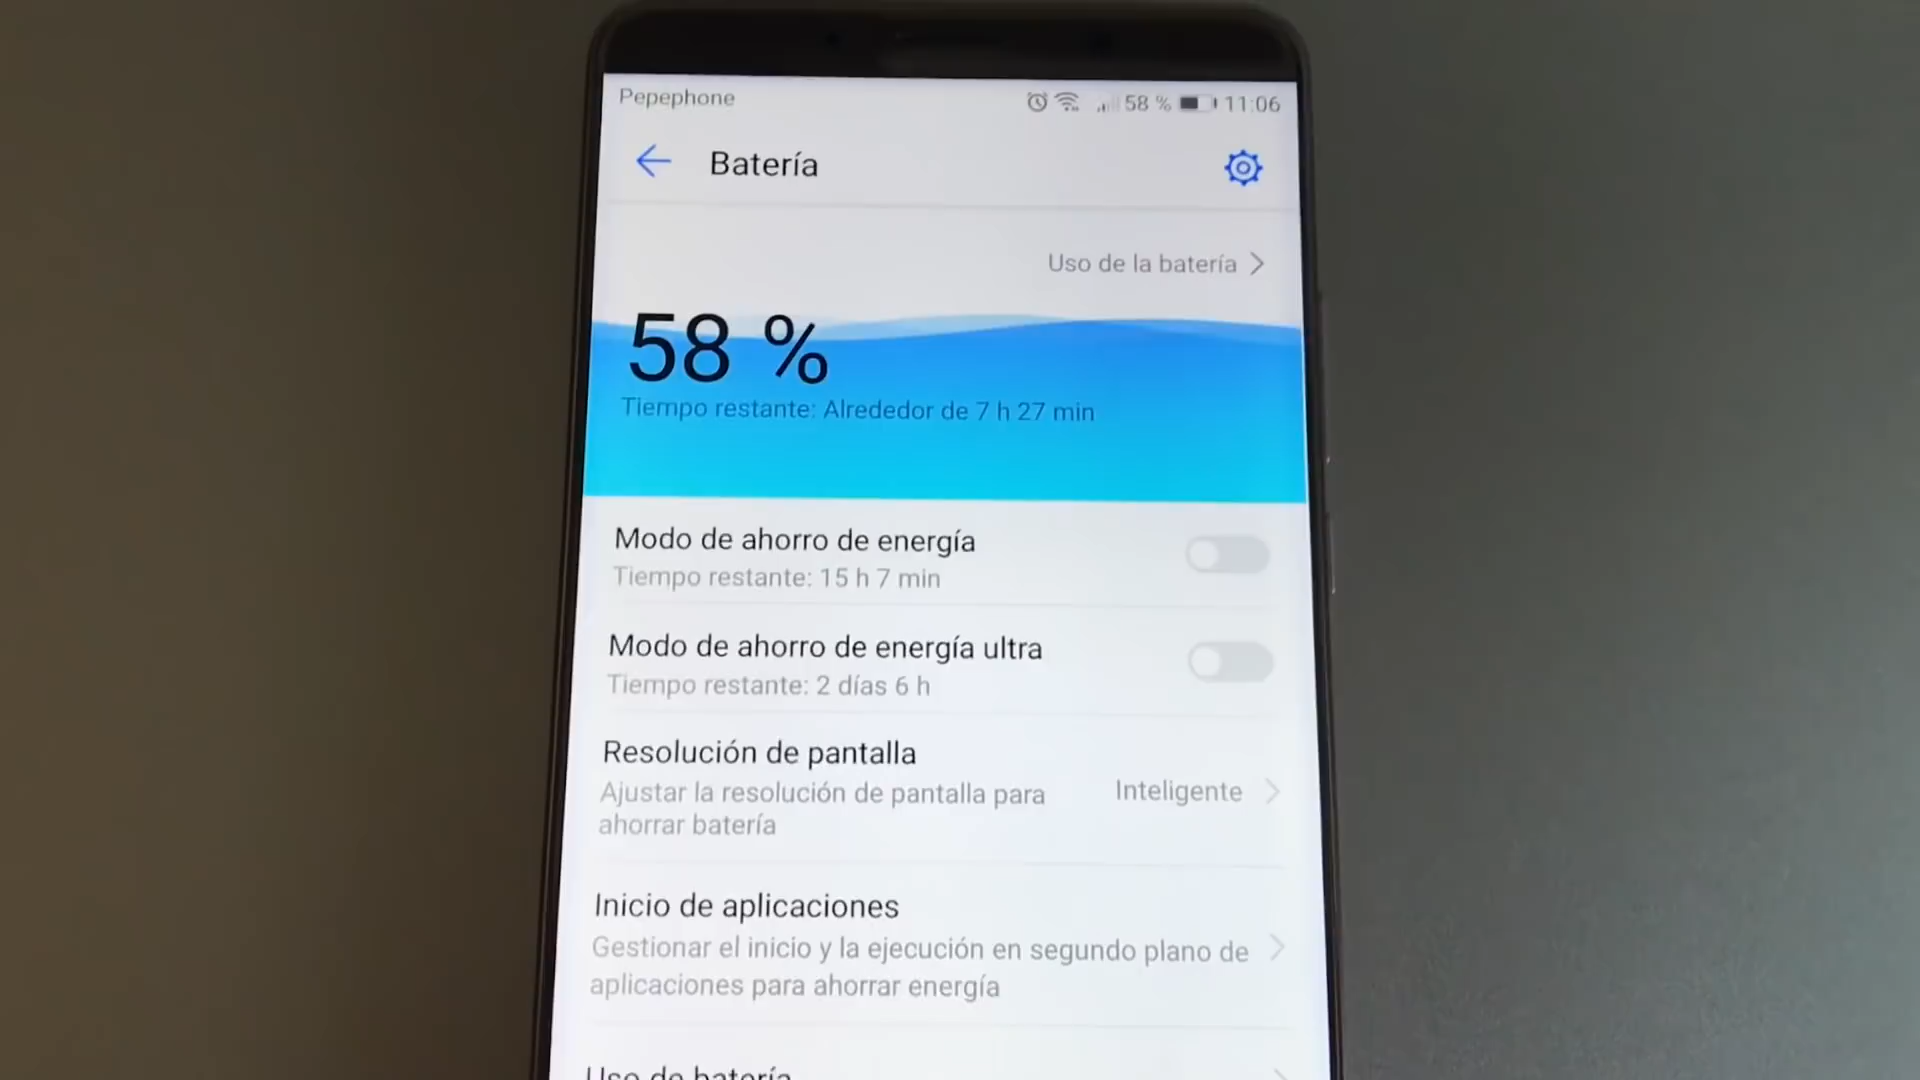 Pepephone 58 % 11:06
Batería
Uso de la batería
58 %
Tiempo restante: Alrededor de 7 h 27 min
Modo de ahorro de energía
Tiempo restante: 15 h 7 min
Modo de ahorro de energía ultra
Tiempo restante: 2 días 6 h
Resolución de pantalla
Ajustar la resolución de pantalla para
ahorrar batería
Inteligente
Inicio de aplicaciones
Gestionar el inicio y la ejecución en segundo plano de
aplicaciones para ahorrar energía
Uso de batería